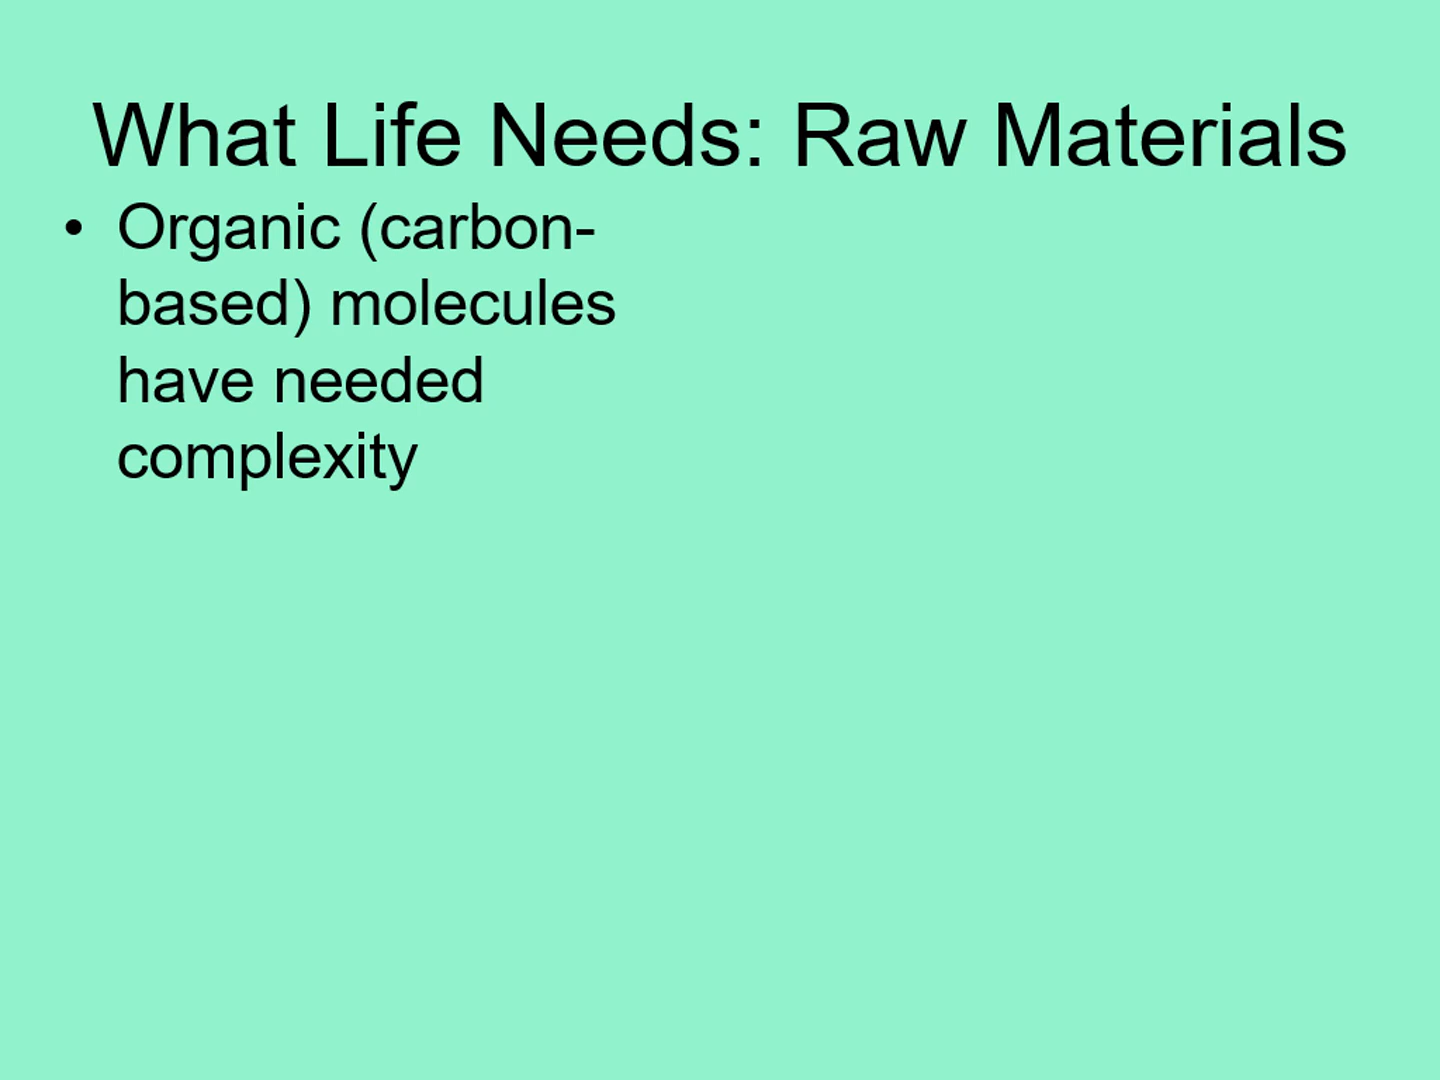 What Life Needs: Raw Materials
• Organic (carbon-
based) molecules
have needed
complexity